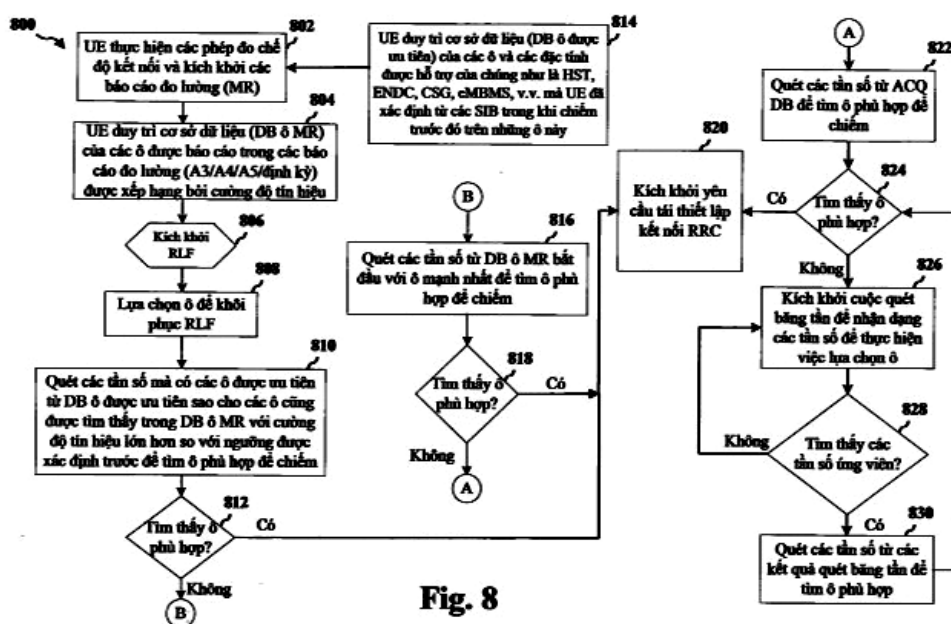 800
802
UE thực hiện các phép đo chế
độ kết nối và kích khởi các
báo cáo đo lường (MR)
814
UE duy trì cơ sở dữ liệu (DB ô được
ưu tiên) của các ô và các đặc tính
được hỗ trợ của chúng như là HST,
ENDC, CSG, cMBMS, v.v. mà UE đã
xác định từ các SIB trong khi chiếm
trước đó trên những ô này
804
UE duy trì cơ sở dữ liệu (DB ô MR)
của các ô được báo cáo trong các báo
cáo đo lường (A3/A4/A5/định kỳ)
được xếp hạng bởi cường độ tín hiệu
806
Kích khởi
RLF
808
Lựa chọn ô để khôi
phục RLF
810
Quét các tần số mà có các ô được ưu tiên
từ DB ô được ưu tiên sao cho các ô cũng
được tìm thấy trong DB ô MR với cường
độ tín hiệu lớn hơn so với ngưỡng được
xác định trước để tìm ô phù hợp để chiếm
812
Tìm thấy ô
phù hợp?
Có
Không
B
B
816
Quét các tần số từ DB ô MR bắt
đầu với ô mạnh nhất để tìm ô phù
hợp để chiếm
818
Tìm thấy ô
phù hợp?
Có
Không
A
820
Kích khởi yêu
cầu tái thiết lập
kết nối RRC
A
822
Quét các tần số từ ACQ
DB để tìm ô phù hợp để
chiếm
824
Tìm thấy ô
phù hợp?
Có
Không
826
Kích khởi cuộc quét
băng tần để nhận dạng
các tần số để thực hiện
việc lựa chọn ô
828
Tìm thấy các
tần số ứng viên?
Không
Có
830
Quét các tần số từ các
kết quả quét băng tần để
tìm ô phù hợp
Fig. 8